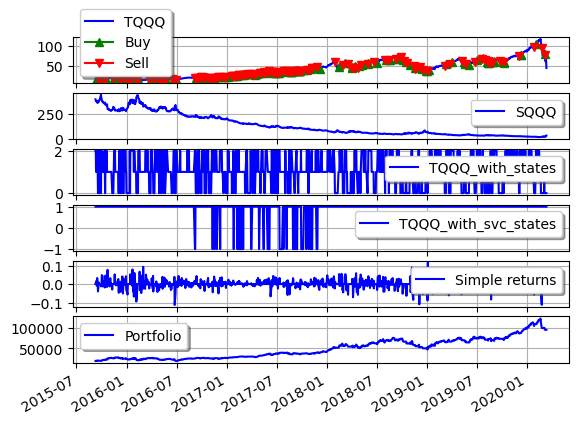 TQQQ
Buy
Sell
100
50
SQQQ
250
0
2
TQQQ_with_states
0
1
0
TQQQ_with_svc_states
−1
0.1
Simple returns
0.0
−0.1
100000
Portfolio
50000
2015-07 2016-01 2016-07 2017-01 2017-07 2018-01 2018-07 2019-01 2019-07 2020-01